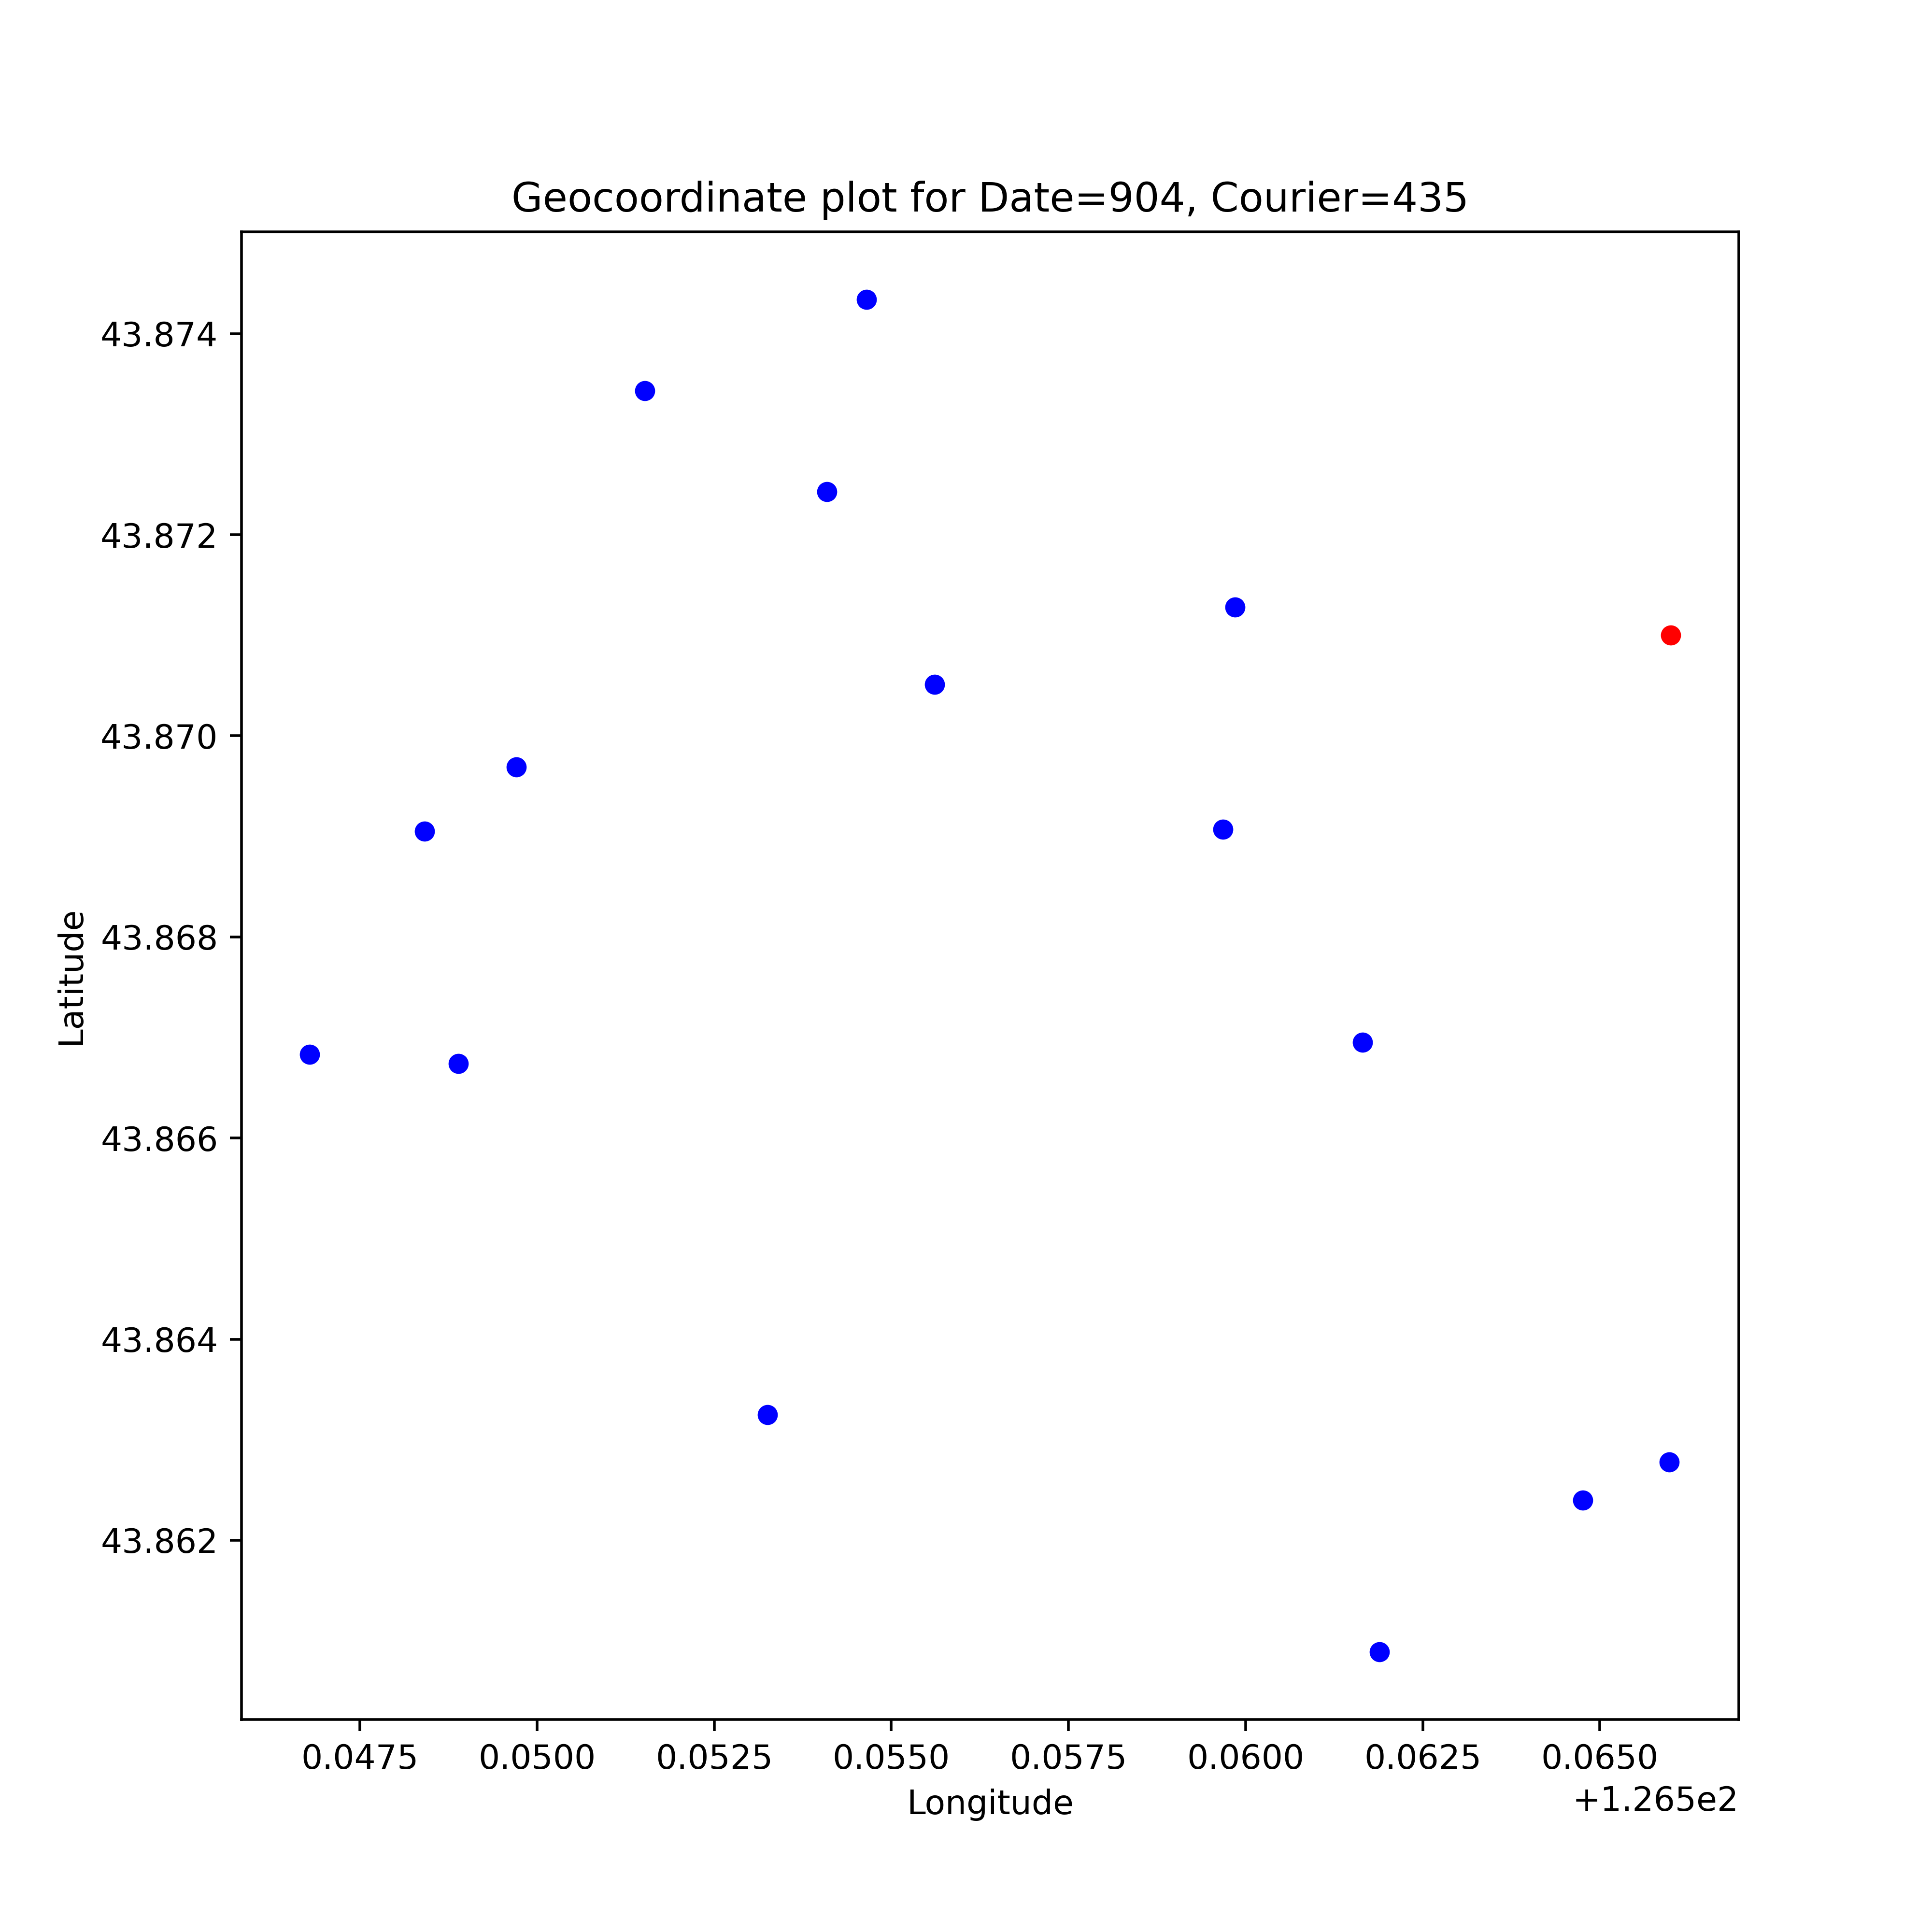 Geocoordinate plot for Date=904, Courier=435
43.874
43.872
43.870
43.868
43.866
43.864
43.862
Latitude
0.0475 0.0500 0.0525 0.0550 0.0575 0.0600 0.0625 0.0650
+1.265e2
Longitude